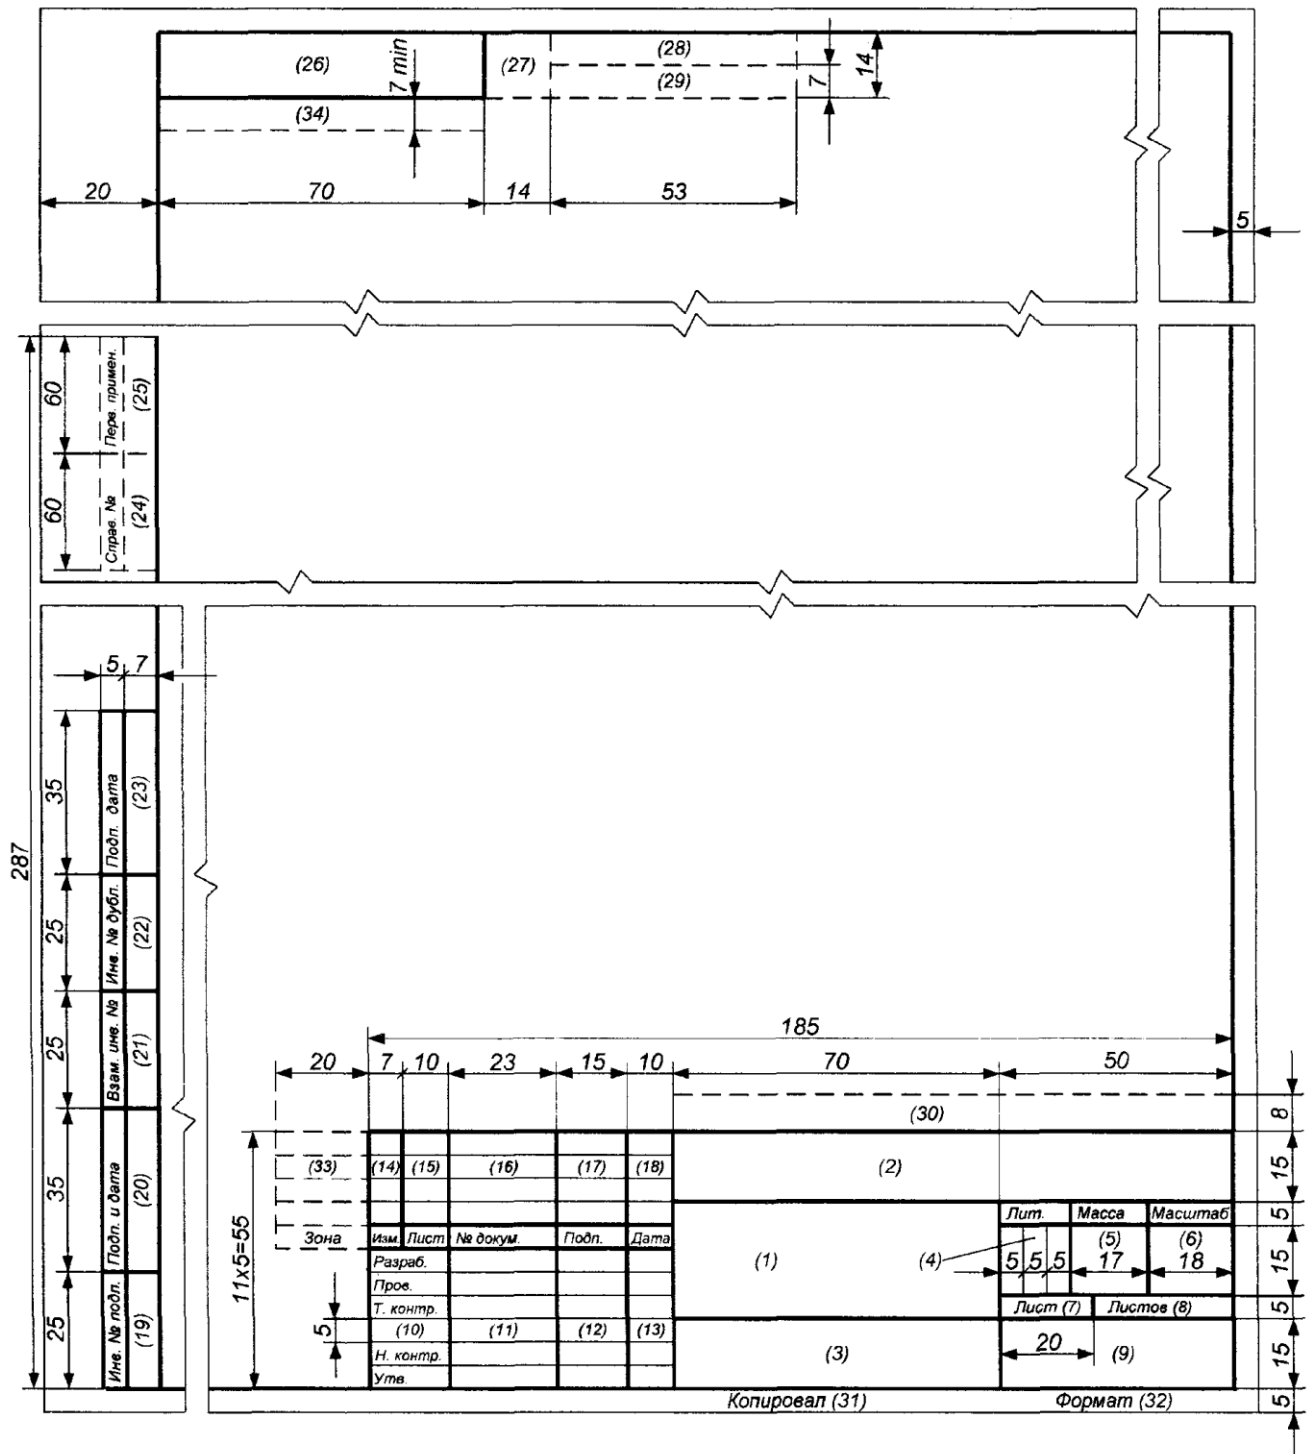 (26) 7 min (27) (28) 14
(29) 7
(34)
20 70 14 53
5
60 Перв. примен. (25)
60 Справ. № (24)
287
5 7
35 Подп. дата (23)
25 Инв. № дубл. (22)
25 Взам. инв. № (21)
35 Подп. и дата (20)
25 Инв. № подп. (19)
185
20 7 10 23 15 10 70 50
(30) 8
(33) (14) (15) (16) (17) (18) (2) 15
Лит. Масса Масштаб 5
Зона Изм. Лист № докум. Подп. Дата
11х5=55
(1) (4) (5) (6)
5 5 5 17 18 15
Разраб.
Пров.
Т. контр. Лист (7) Листов (8) 5
5 (10) (11) (12) (13)
Н. контр. (3) 20 (9) 15
Утв.
Копировал (31) Формат (32) 5